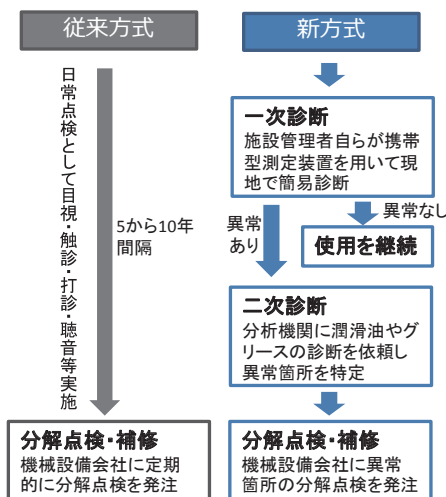 従来方式
日常点検として目視・触診・打診・聴音等実施
5から10年
間隔
分解点検・補修
機械設備会社に定期
的に分解点検を発注
新方式
一次診断
施設管理者自らが携帯
型測定装置を用いて現
地で簡易診断
異常
あり
異常なし
使用を継続
二次診断
分析機関に潤滑油やグ
リースの診断を依頼し
異常箇所を特定
分解点検・補修
機械設備会社に異常
箇所の分解点検を発注